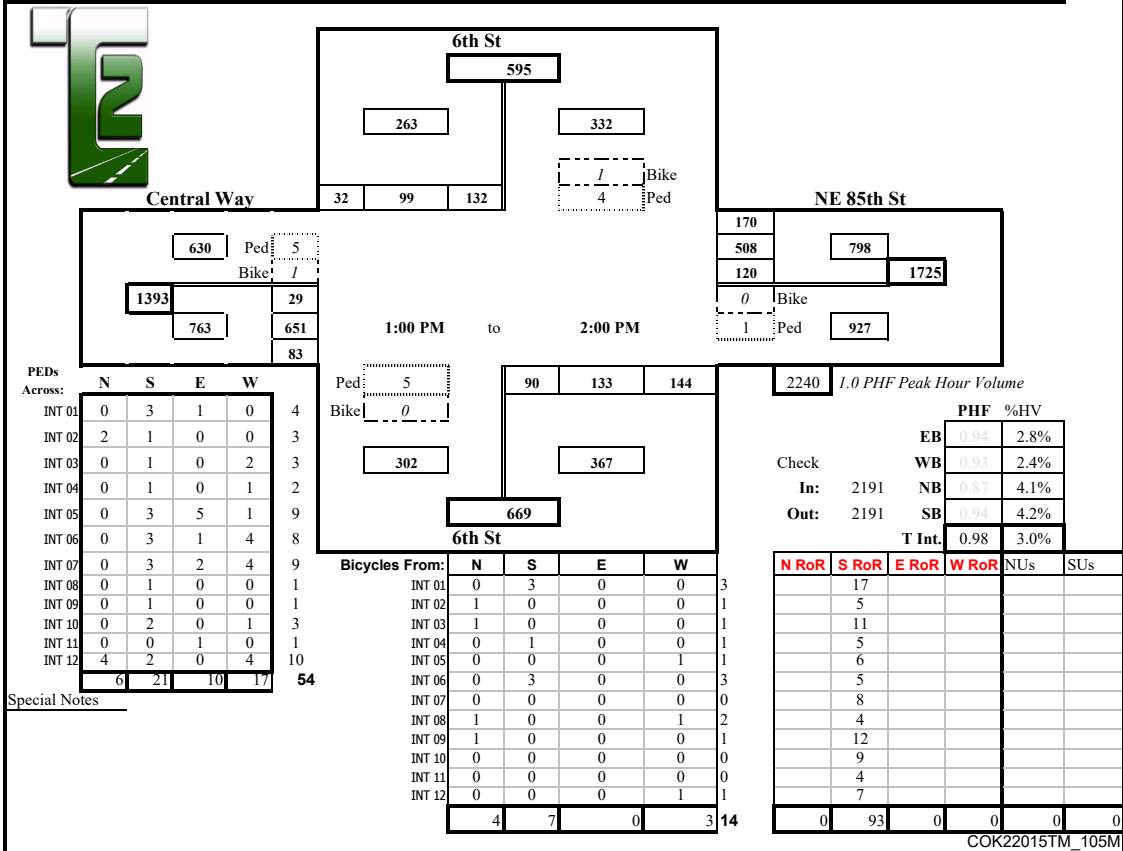 T2
6th St
595
263 332
1 Bike
4 Ped
Central Way 32 99 132 NE 85th St
170
630 Ped 5 508 798
Bike 1 120 1725
1393 29 0 Bike
763 651 1:00 PM to 2:00 PM 1 Ped 927
83
PEDs
Across: N S E W Ped 5 90 133 144 2240 1.0 PHF Peak Hour Volume
INT 01 0 3 1 0 4 Bike 0 PHF %HV
INT 02 2 1 0 0 3 EB 0.94 2.8%
INT 03 0 1 0 2 3 302 367 Check WB 0.93 2.4%
INT 04 0 1 0 1 2 In: 2191 NB 0.87 4.1%
INT 05 0 3 5 1 9 669 Out: 2191 SB 0.94 4.2%
INT 06 0 3 1 4 8 6th St T Int. 0.98 3.0%
INT 07 0 3 2 4 9 Bicycles From: N S E W N RoR S RoR E RoR W RoR NUs SUs
INT 08 0 1 0 0 1 INT 01 0 3 0 0 3 17
INT 09 0 1 0 0 1 INT 02 1 0 0 0 1 5
INT 10 0 2 0 1 3 INT 03 1 0 0 0 1 11
INT 11 0 0 1 0 1 INT 04 0 1 0 0 1 5
INT 12 4 2 0 4 10 INT 05 0 0 0 1 1 6
6 21 10 17 54 INT 06 0 3 0 0 3 5
Special Notes INT 07 0 0 0 0 0 8
INT 08 1 0 0 1 2 4
INT 09 1 0 0 0 1 12
INT 10 0 0 0 0 0 9
INT 11 0 0 0 0 0 4
INT 12 0 0 0 1 1 7
4 7 0 3 14 0 93 0 0 0 0
COK22015TM_105M